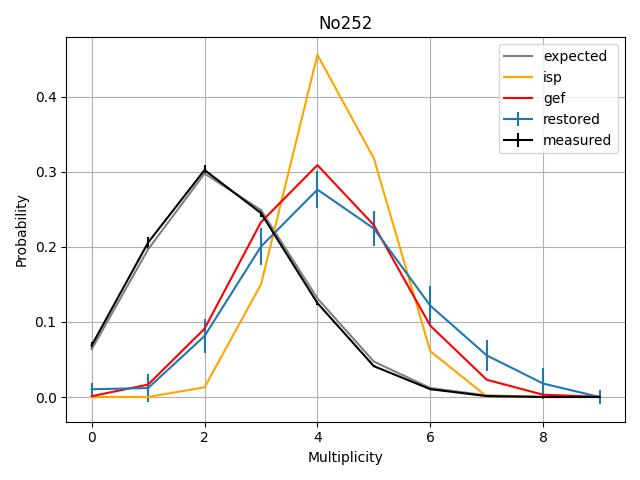 No252
expected
isp
gef
restored
measured
Probability
0.4
0.3
0.2
0.1
0.0
0 2 4 6 8
Multiplicity